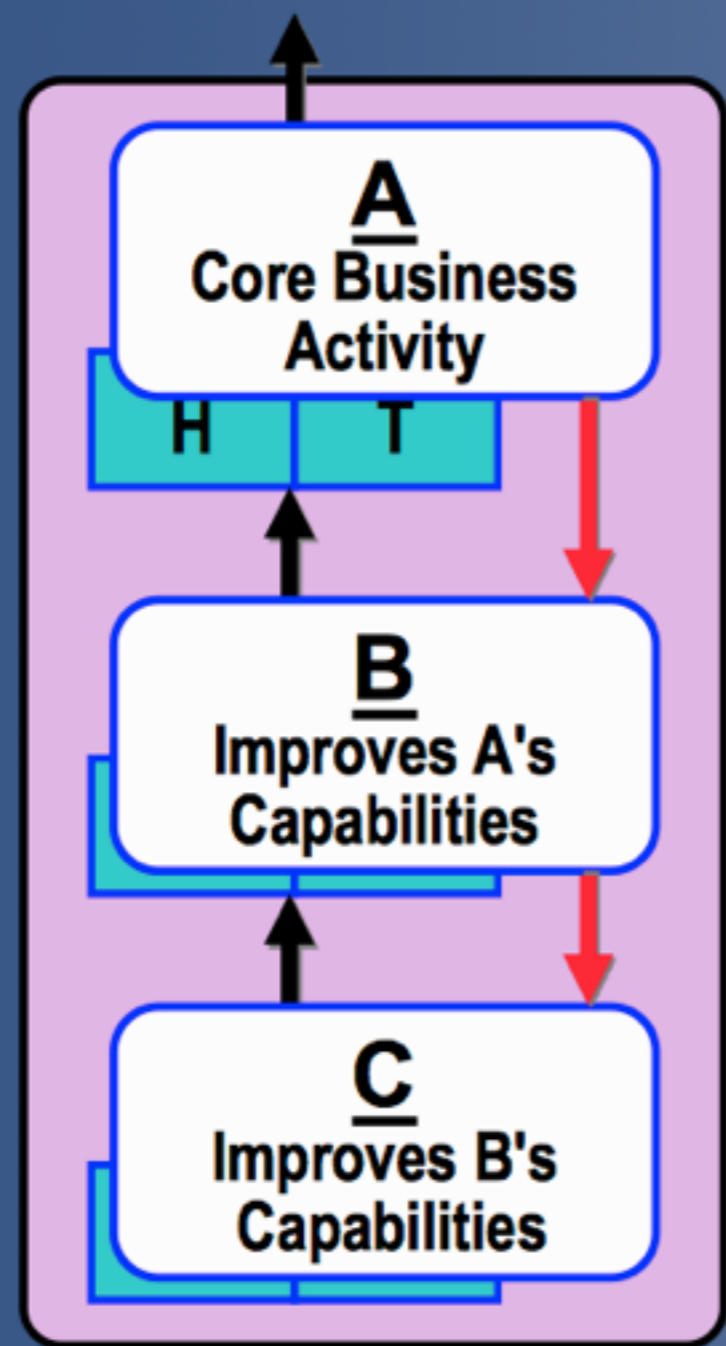 A
Core Business
Activity
H T
B
Improves A's
Capabilities
C
Improves B's
Capabilities